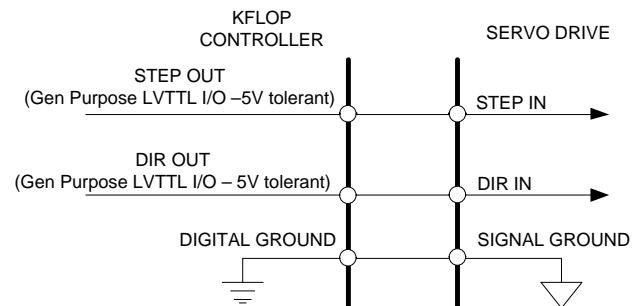 KFLOP
CONTROLLER
SERVO DRIVE
STEP OUT
(Gen Purpose LVTTL I/O –5V tolerant)
STEP IN
DIR OUT
(Gen Purpose LVTTL I/O – 5V tolerant)
DIR IN
DIGITAL GROUND
SIGNAL GROUND